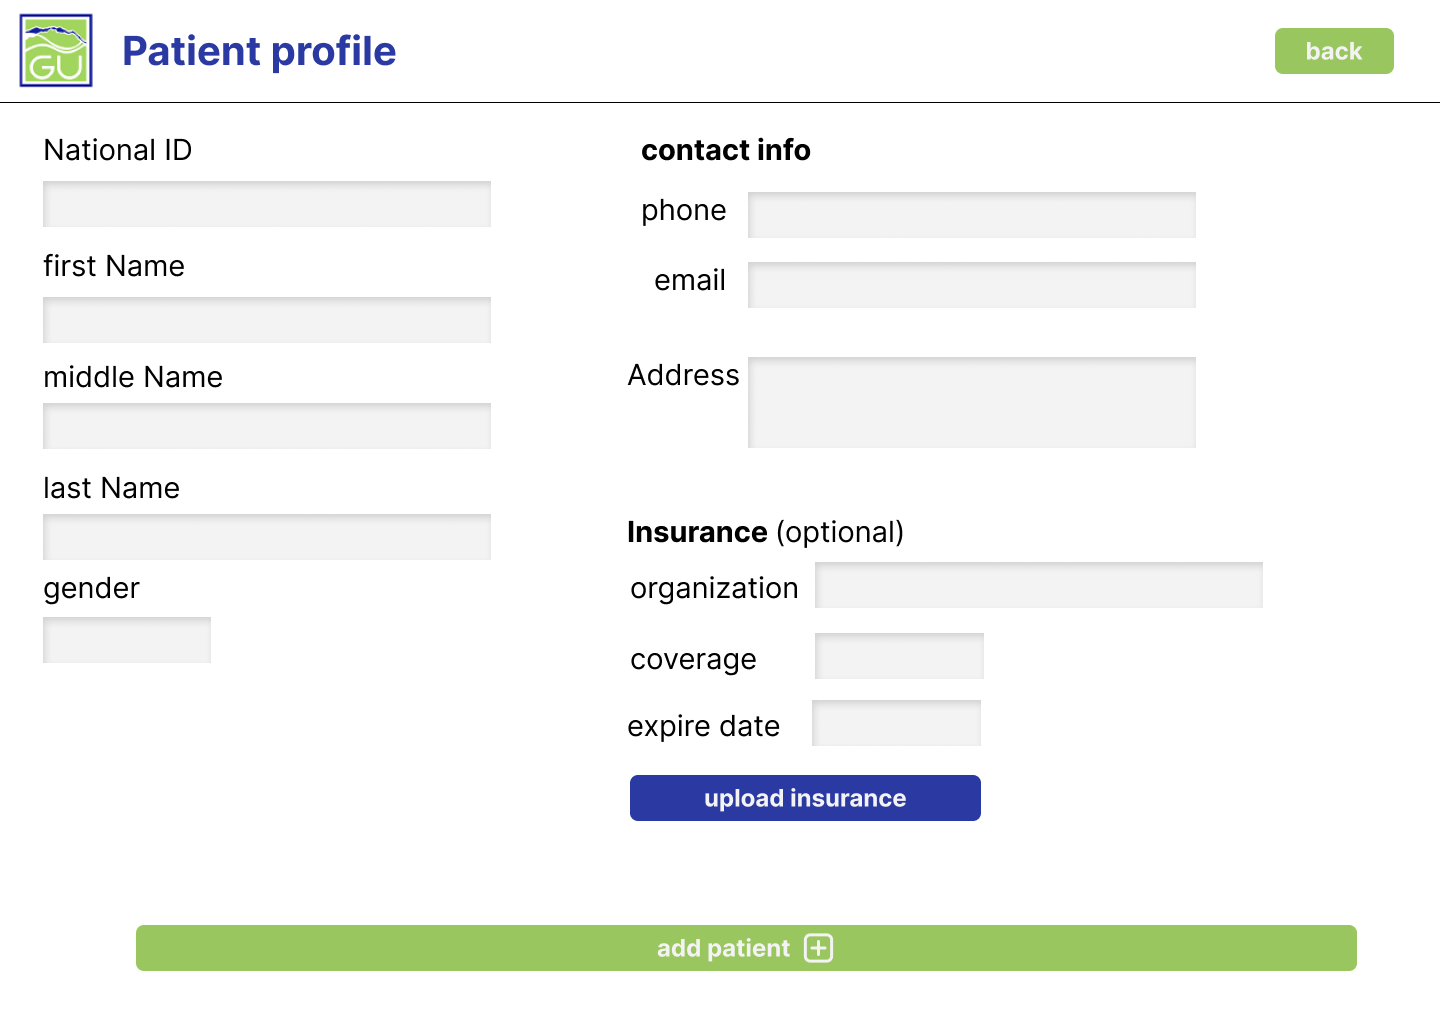 GU
Patient profile
back
National ID
first Name
middle Name
last Name
gender
contact info
phone
email
Address
Insurance (optional)
organization
coverage
expire date
upload insurance
add patient